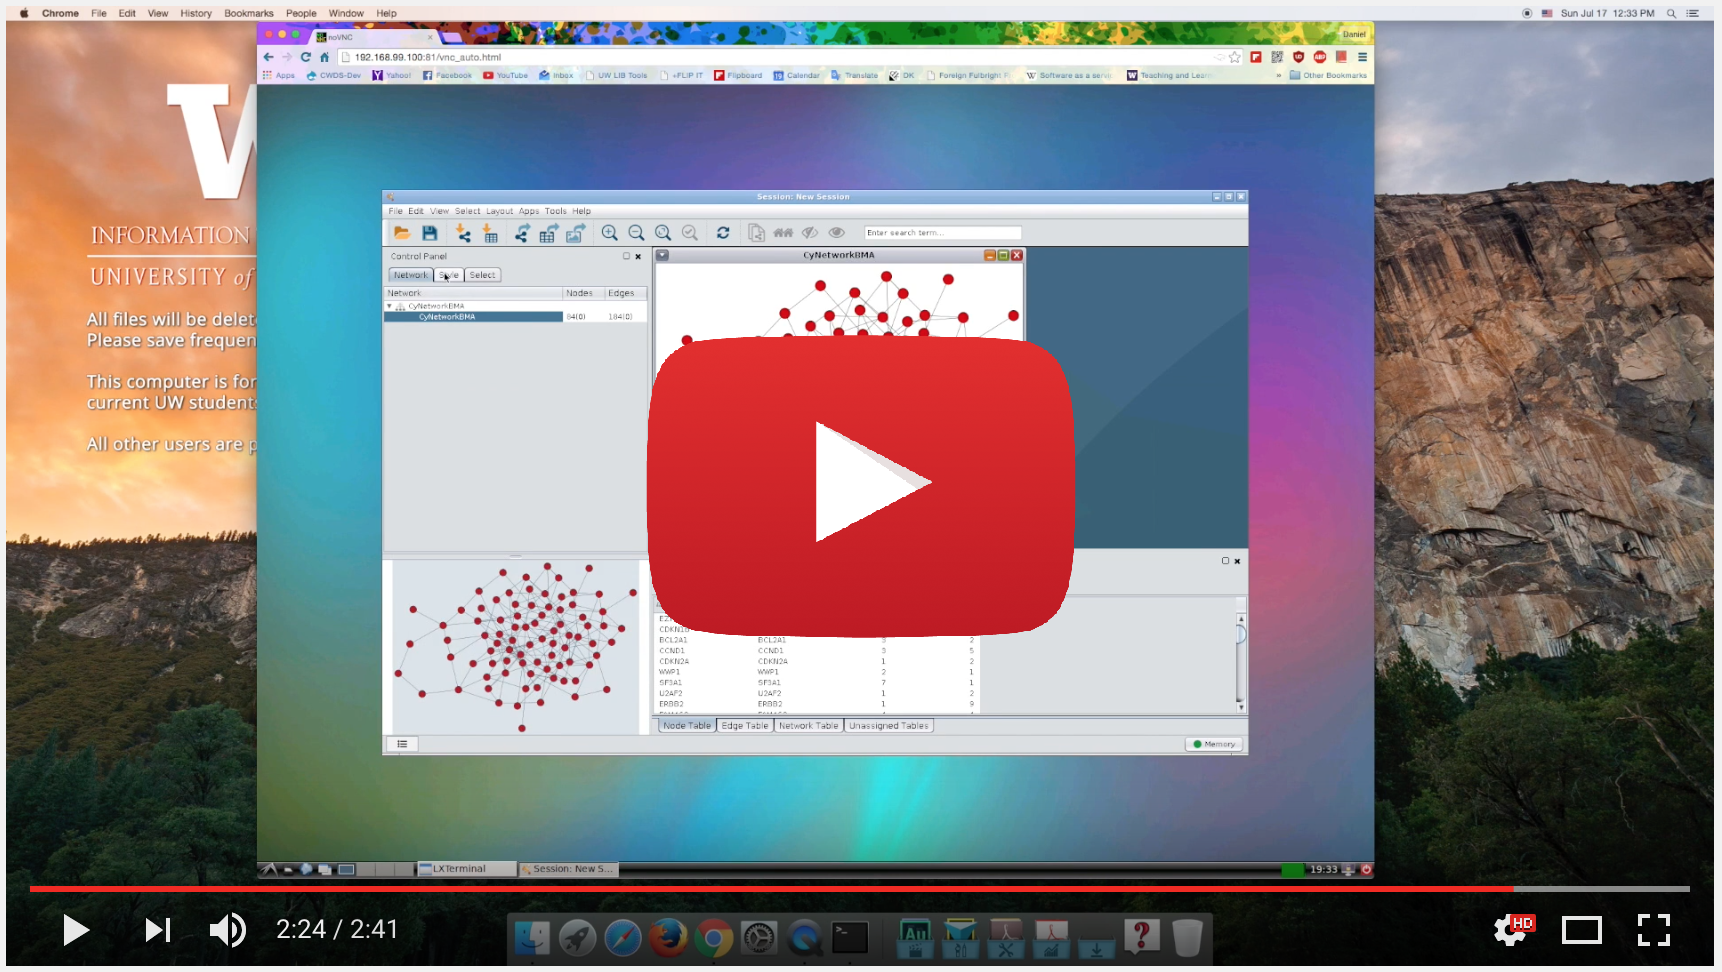 Chrome File Edit View History Bookmarks People Window Help
Sun Jul 17 12:33 PM
noVNC
Daniel
192.168.99.100:81/vnc_auto.html
Apps CWDS-Dev Yahoo! Facebook YouTube Inbox UW LIB Tools +FLIP IT Flipboard Calendar Translate DK Foreign Fulbright Software as a Teaching and Other Bookmarks
W
INFORMATION
UNIVERSITY of
All files will be delet
Please save frequen
This computer is for
current UW students
All other users are p
Session: New Session
File Edit View Select Layout Apps Tools Help
Enter search term...
Control Panel
Network Style Select
Network Nodes Edges
CyNetworkBMA
CyNetworkBMA 84(0) 184(0)
CyNetworkBMA
BCL2A1 BCL2A1 3 2
CCND1 CCND1 3 5
CDKN2A CDKN2A 1 2
WWP1 WWP1 2 1
SF3A1 SF3A1 7 1
U2AF2 U2AF2 1 2
ERBB2 ERBB2 1 9
Node Table Edge Table Network Table Unassigned Tables
Memory
LXTerminal
Session: New S...
19:33
2:24 / 2:41
Au
HD